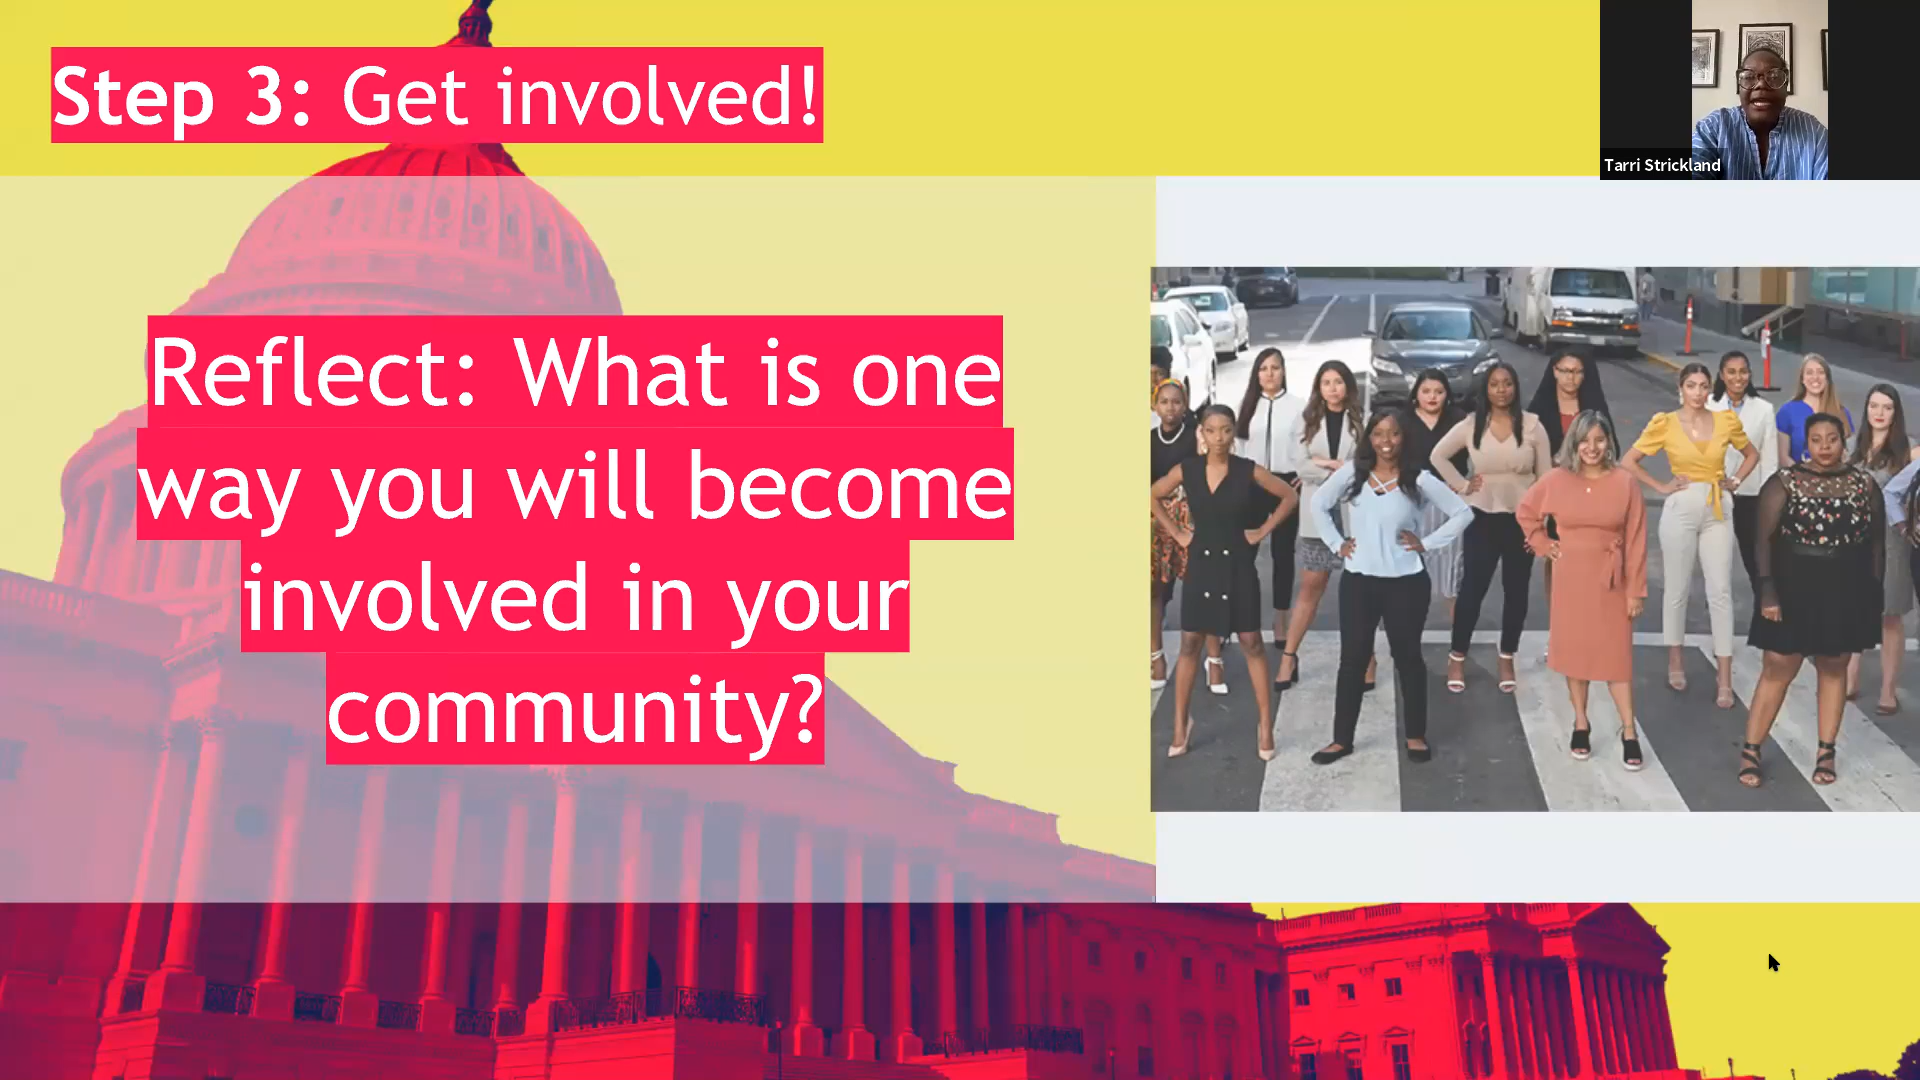 Step 3: Get involved!
Tarri Strickland
Reflect: What is one
way you will become
involved in your
community?